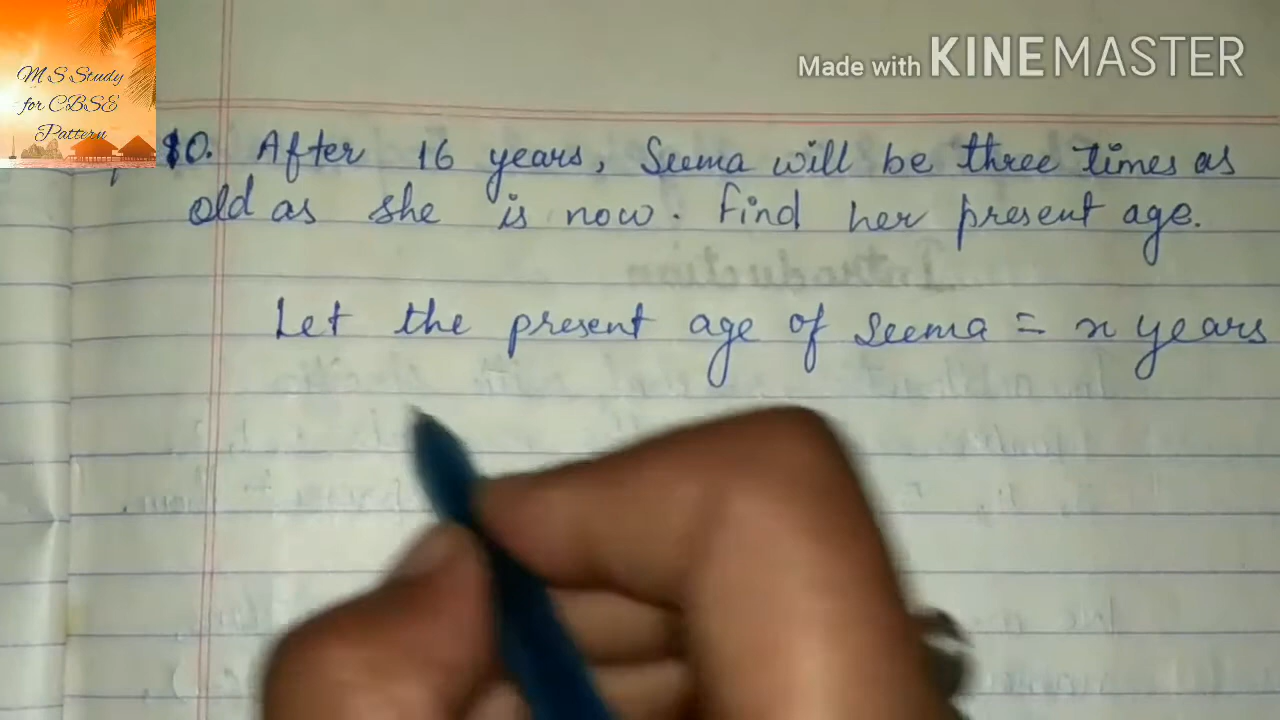 Made with KINEMASTER
M S Study
for CBSE
Pattern
10. After 16 years, Seema will be three times as
old as she is now. Find her present age.
Introduction
Let the present age of Seema = x years